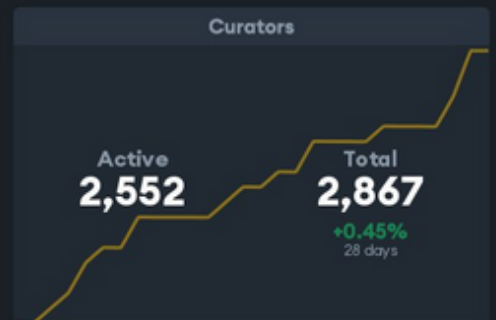 Curators
Active
2,552
Total
2,867
+0.45%
28 days